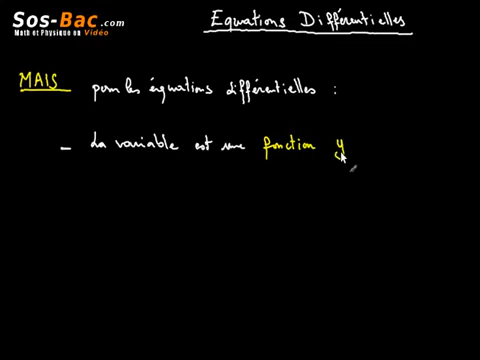 Sos-Bac.com
Math et Physique en Vidéo
Equations Différentielles
MAIS pour les équations différentielles :
- La variable est une fonction y